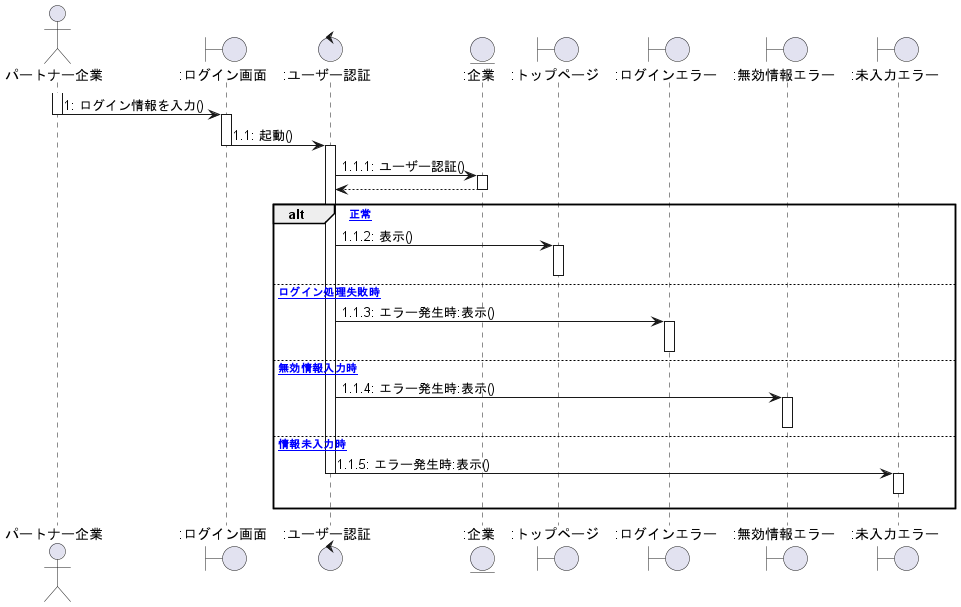 パートナー企業
:ログイン画面
:ユーザー認証
:企業
:トップページ
:ログインエラー
:無効情報エラー
:未入力エラー
1: ログイン情報を入力()
1.1: 起動()
1.1.1: ユーザー認証()
alt
正常
1.1.2: 表示()
ログイン処理失敗時
1.1.3: エラー発生時:表示()
無効情報入力時
1.1.4: エラー発生時:表示()
情報未入力時
1.1.5: エラー発生時:表示()
パートナー企業
:ログイン画面
:ユーザー認証
:企業
:トップページ
:ログインエラー
:無効情報エラー
:未入力エラー